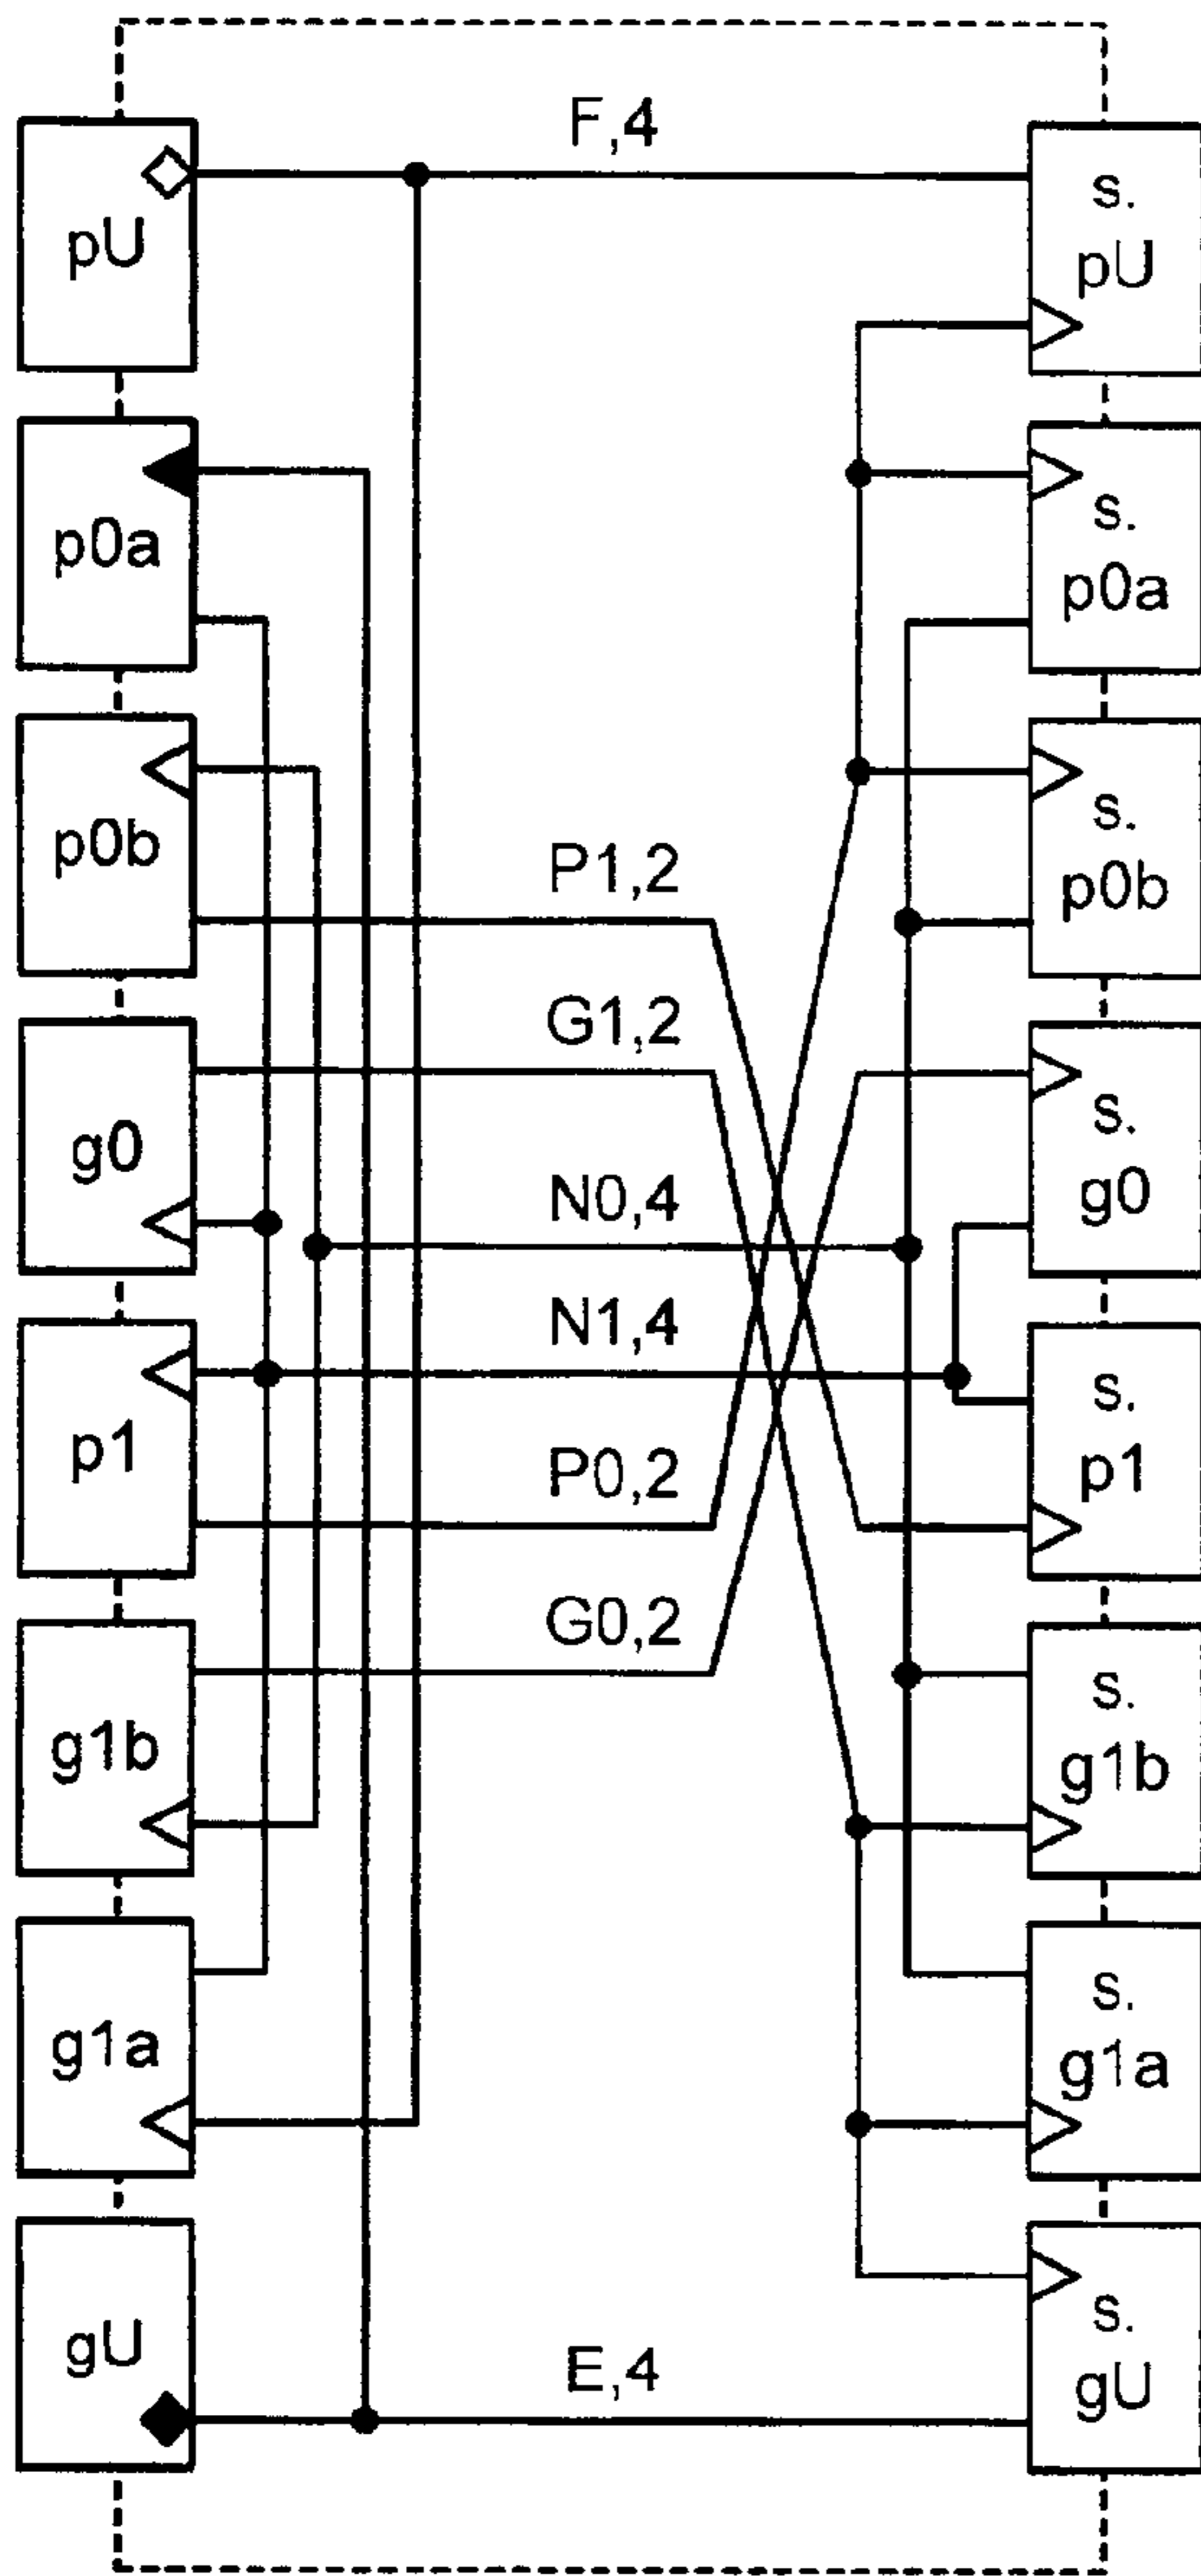 F,4
pU
s.
pU
p0a
s.
p0a
p0b
s.
p0b
P1,2
G1,2
g0
s.
g0
N0,4
N1,4
p1
s.
p1
P0,2
G0,2
g1b
s.
g1b
g1a
s.
g1a
gU
s.
gU
E,4